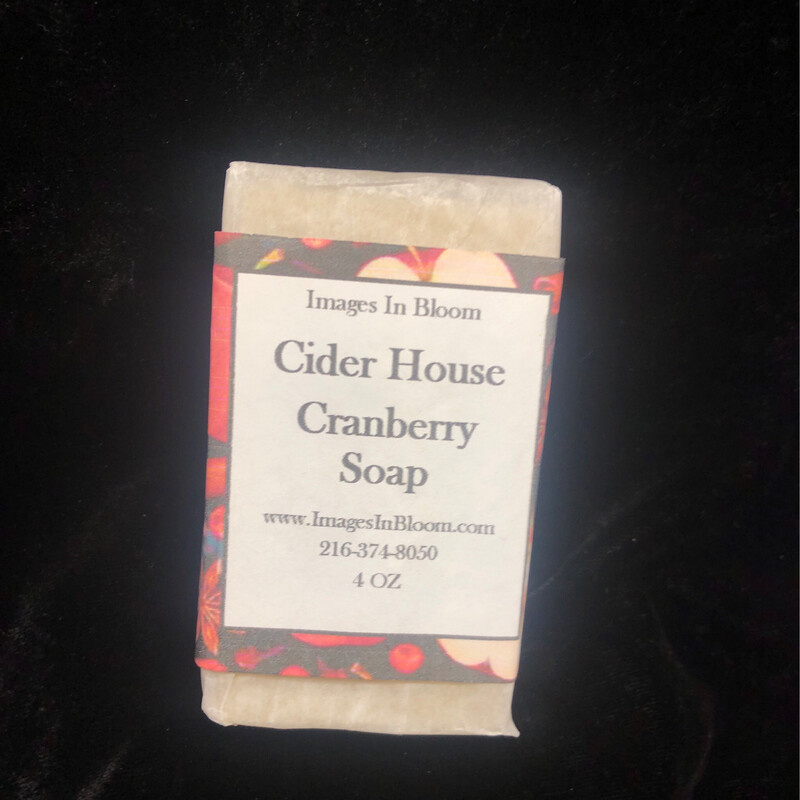 Images In Bloom
Cider House
Cranberry
Soap
www.ImagesInBloom.com
216-374-8050
4 OZ